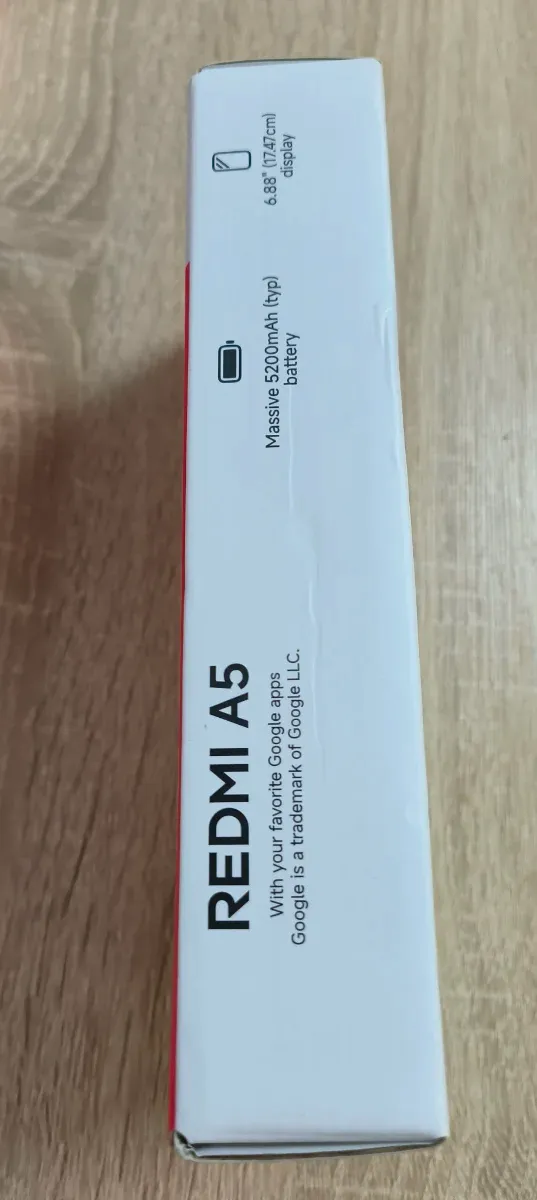 REDMI A5
With your favorite Google apps
Google is a trademark of Google LLC.
Massive 5200mAh (typ)
battery
6.88" (17.47cm)
display